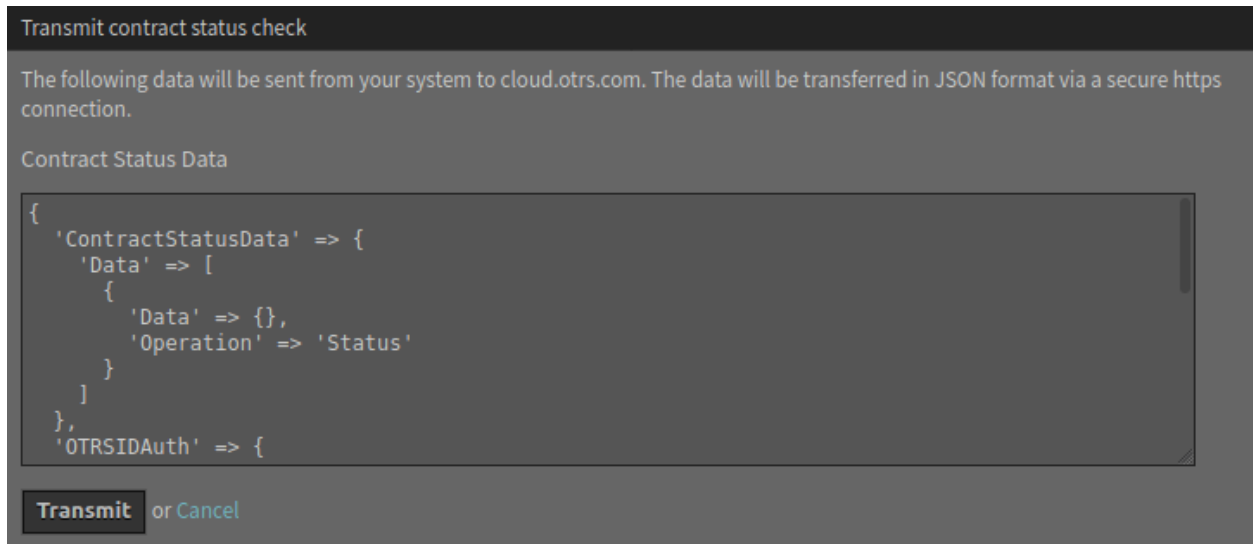 Transmit contract status check
The following data will be sent from your system to cloud.otrs.com. The data will be transferred in JSON format via a secure https
connection.
Contract Status Data
{
  'ContractStatusData' => {
    'Data' => [
      {
        'Data' => {},
        'Operation' => 'Status'
      }
    ]
  },
  'OTRSIDAuth' => {
Transmit or Cancel